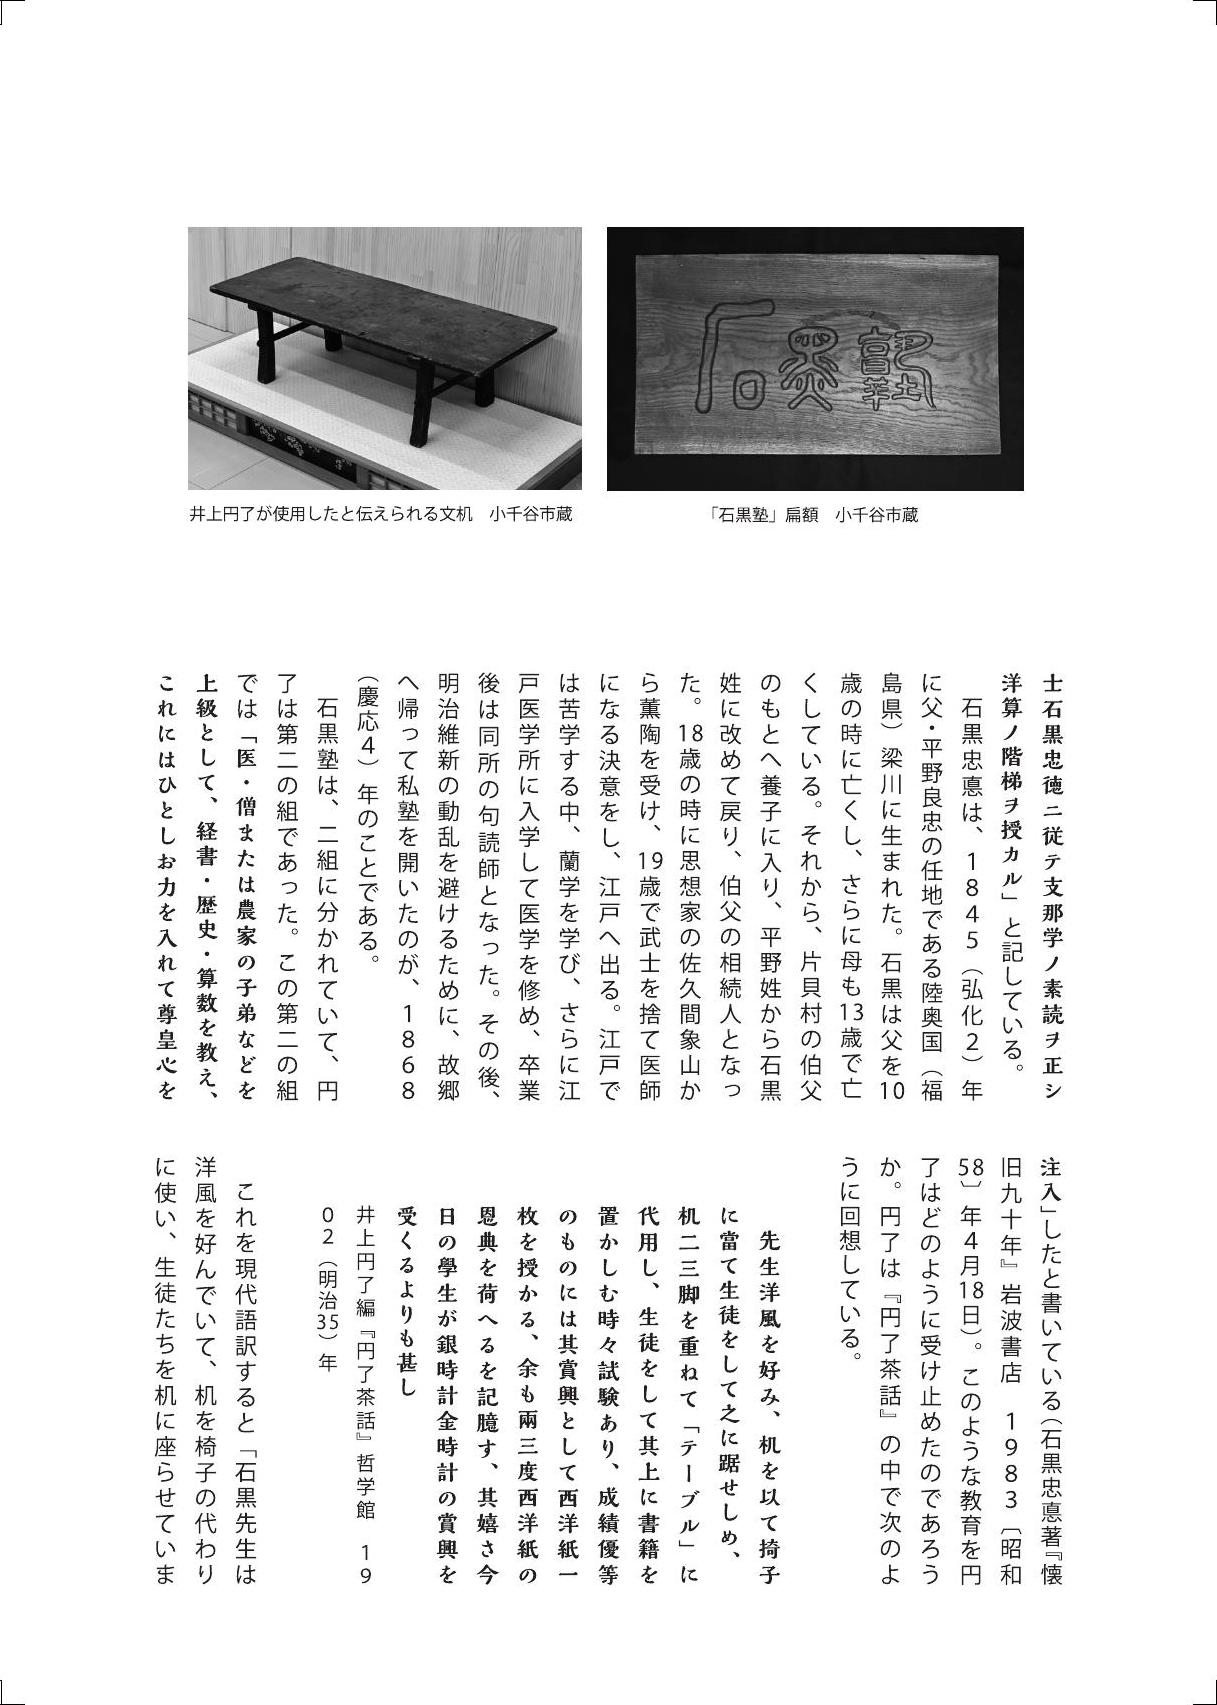 石黒塾
井上円了が使用したと伝えられる文机　小千谷市蔵
「石黒塾」扁額　小千谷市蔵
士石黒忠徳ニ従テ支那学ノ素読ヲ正シ
洋算ノ階梯ヲ授カル」と記している。
　石黒忠悳は、1845（弘化２）年
に父・平野良忠の任地である陸奥国（福
島県）梁川に生まれた。石黒は父を10
歳の時に亡くし、さらに母も13歳で亡
くしている。それから、片貝村の伯父
のもとへ養子に入り、平野姓から石黒
姓に改めて戻り、伯父の相続人となっ
た。18歳の時に思想家の佐久間象山か
ら薫陶を受け、19歳で武士を捨て医師
になる決意をし、江戸へ出る。江戸で
は苦学する中、蘭学を学び、さらに江
戸医学所に入学して医学を修め、卒業
後は同所の句読師となった。その後、
明治維新の動乱を避けるために、故郷
へ帰って私塾を開いたのが、1868
（慶応４）年のことである。
　石黒塾は、二組に分かれていて、円
了は第二の組であった。この第二の組
では「医・僧または農家の子弟などを
上級として、経書・歴史・算数を教え、
これにはひとしお力を入れて尊皇心を
注入」したと書いている（石黒忠悳著『懐
旧九十年』岩波書店　1983〔昭和
58〕年４月18日）。このような教育を円
了はどのように受け止めたのであろう
か。円了は『円了茶話』の中で次のよ
うに回想している。
　先生洋風を好み、机を以て掎子
に當て生徒をして之に踞せしめ、
机二三脚を重ねて「テーブル」に
代用し、生徒をして其上に書籍を
置かしむ時々試験あり、成績優等
のものには其賞興として西洋紙一
枚を授かる、余も兩三度西洋紙の
恩典を荷へるを記臆す、其嬉さ今
日の學生が銀時計金時計の賞興を
受くるよりも甚し
井上円了編『円了茶話』哲学館　19
02（明治35）年
　これを現代語訳すると「石黒先生は
洋風を好んでいて、机を椅子の代わり
に使い、生徒たちを机に座らせていま